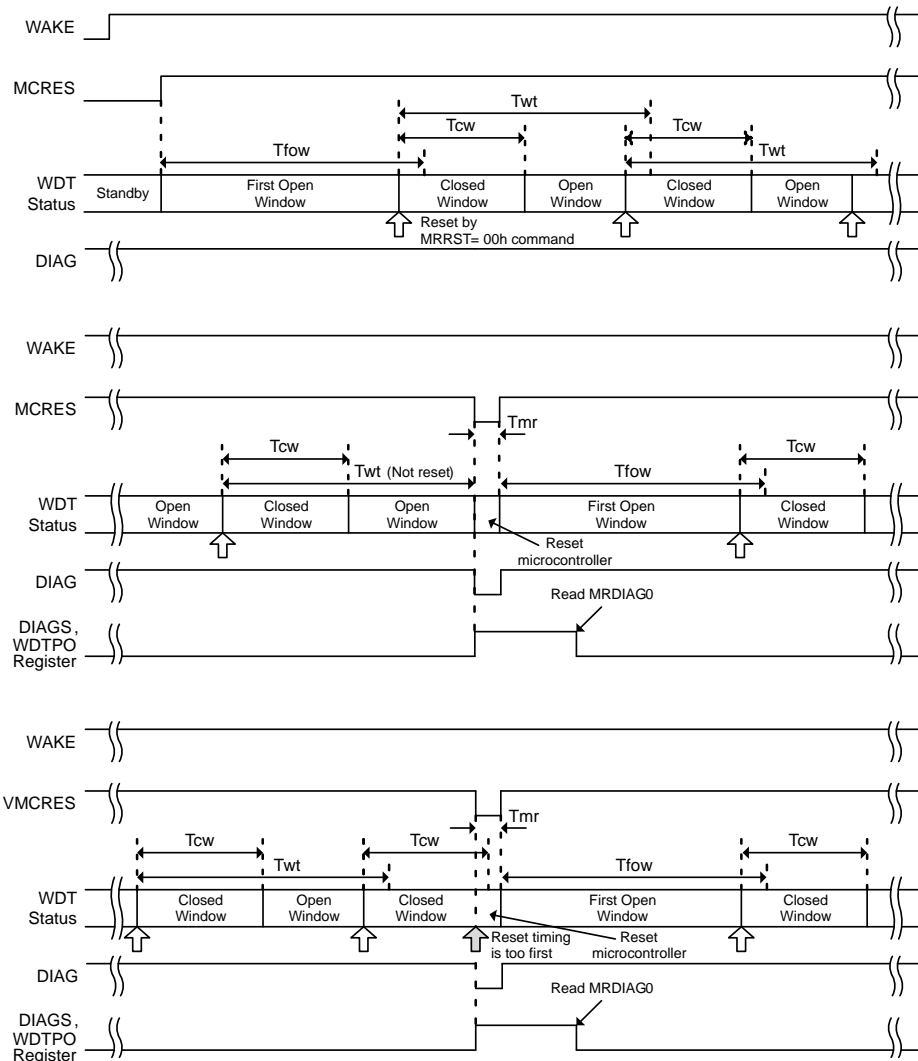 WAKE
MCRES
Twt
Tcw
Tcw
Tfow
Twt
WDT
Status
Standby
First Open
Window
Closed
Window
Open
Window
Closed
Window
Open
Window
Reset by
MRRST= 00h command
DIAG
WAKE
MCRES
Tmr
Tcw
Tcw
Twt (Not reset)
Tfow
WDT
Status
Open
Window
Closed
Window
Open
Window
First Open
Window
Closed
Window
Reset
microcontroller
DIAG
Read MRDIAG0
DIAGS,
WDTPO
Register
WAKE
VMCRES
Tmr
Tcw
Tcw
Tcw
Twt
Tfow
WDT
Status
Closed
Window
Open
Window
Closed
Window
First Open
Window
Closed
Window
Reset timing
is too first
Reset
microcontroller
DIAG
Read MRDIAG0
DIAGS,
WDTPO
Register